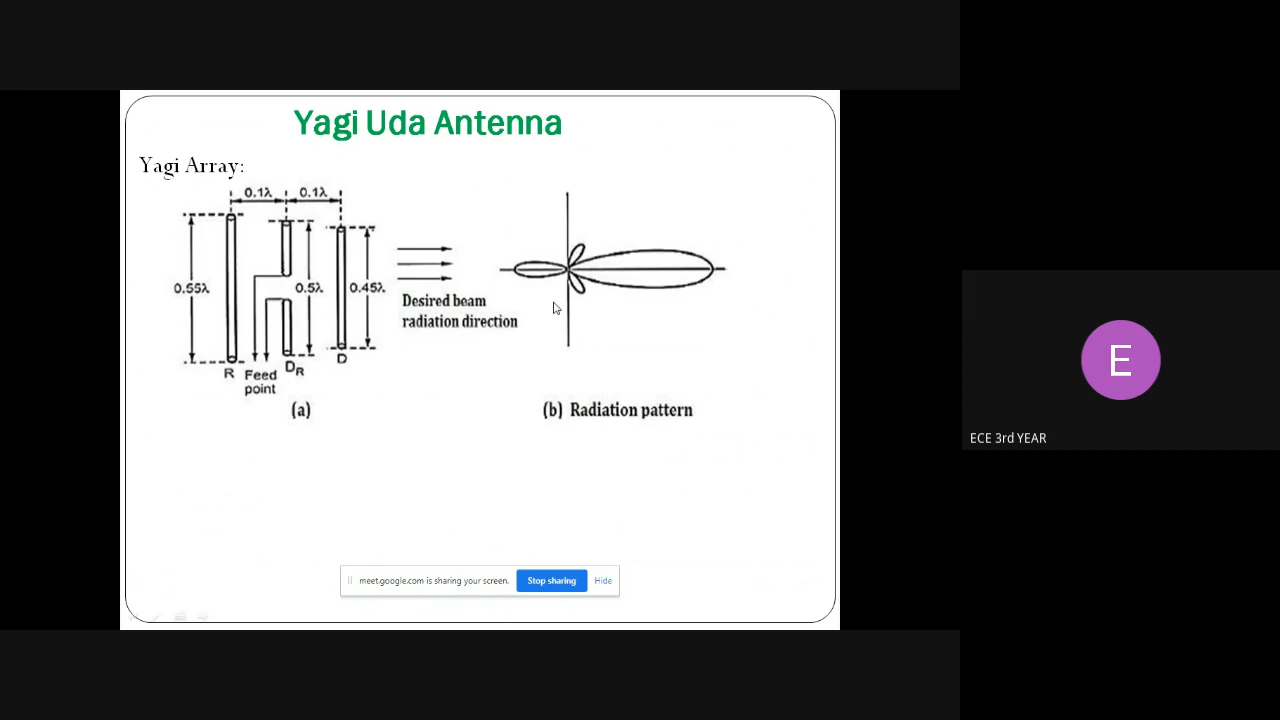 Yagi Uda Antenna
Yagi Array:
0.1λ 0.1λ
0.55λ 0.5λ 0.45λ
R Feed point DR D
Desired beam
radiation direction
(a)
(b) Radiation pattern
meet.google.com is sharing your screen. Stop sharing Hide
E
ECE 3rd YEAR